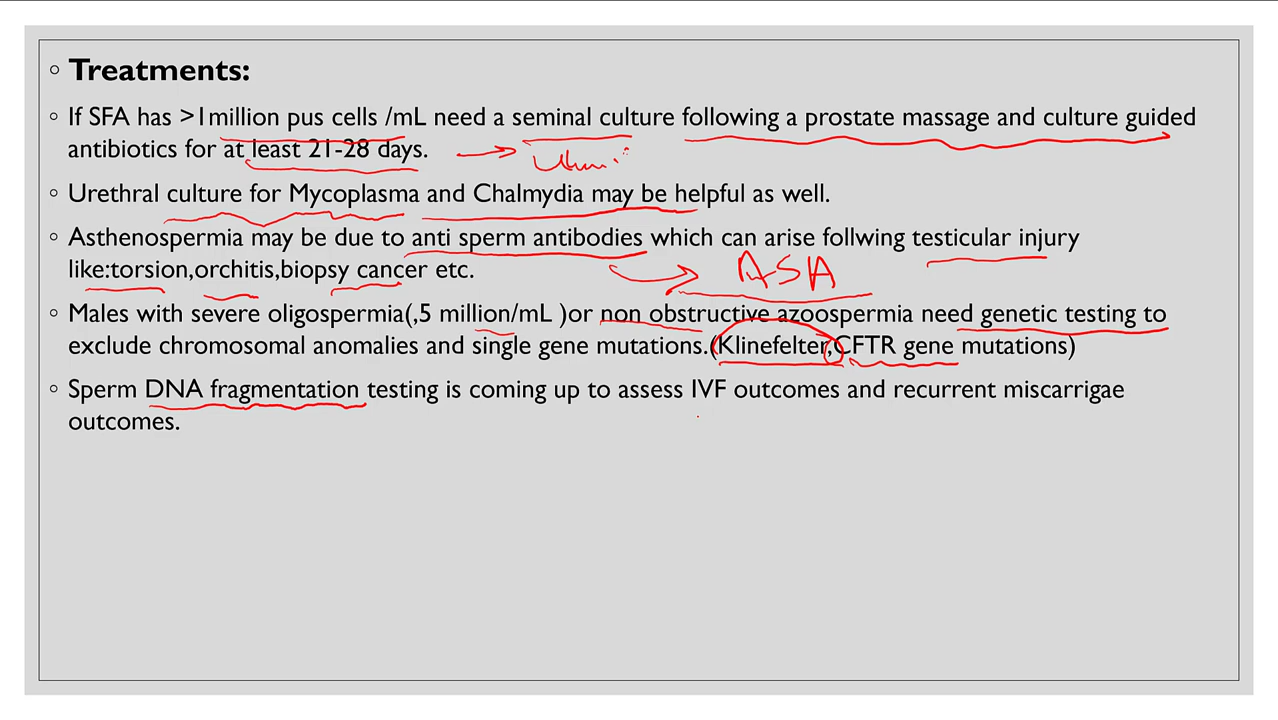 Treatments:
If SFA has >1million pus cells /mL need a seminal culture following a prostate massage and culture guided
antibiotics for at least 21-28 days.
Urethral culture for Mycoplasma and Chalmydia may be helpful as well.
Asthenospermia may be due to anti sperm antibodies which can arise follwing testicular injury
like:torsion,orchitis,biopsy cancer etc.
ASA
Males with severe oligospermia(,5 million/mL )or non obstructive azoospermia need genetic testing to
exclude chromosomal anomalies and single gene mutations.(Klinefelter,CFTR gene mutations)
Sperm DNA fragmentation testing is coming up to assess IVF outcomes and recurrent miscarrigae
outcomes.